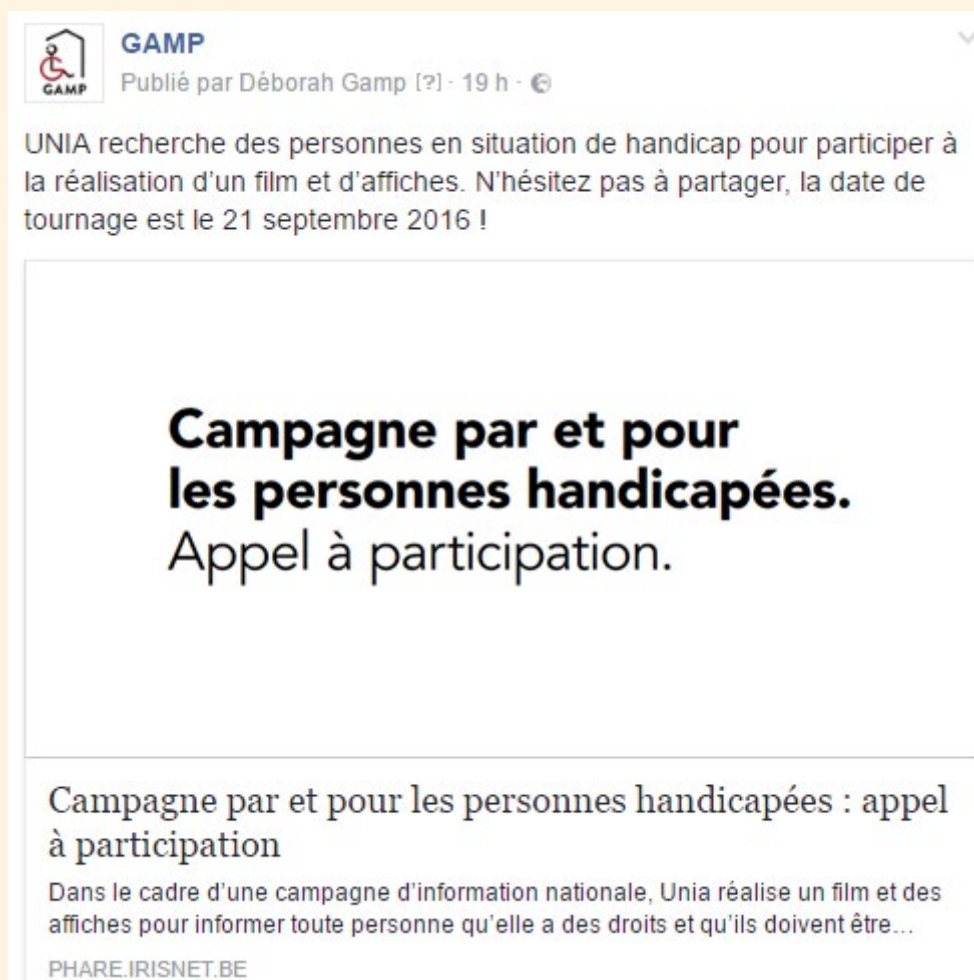 GAMP
GAMP
Publié par Déborah Gamp [?] · 19 h ·
UNIA recherche des personnes en situation de handicap pour participer à
la réalisation d'un film et d'affiches. N'hésitez pas à partager, la date de
tournage est le 21 septembre 2016 !
Campagne par et pour
les personnes handicapées.
Appel à participation.
Campagne par et pour les personnes handicapées : appel
à participation
Dans le cadre d'une campagne d'information nationale, Unia réalise un film et des
affiches pour informer toute personne qu'elle a des droits et qu'ils doivent être...
PHARE.IRISNET.BE